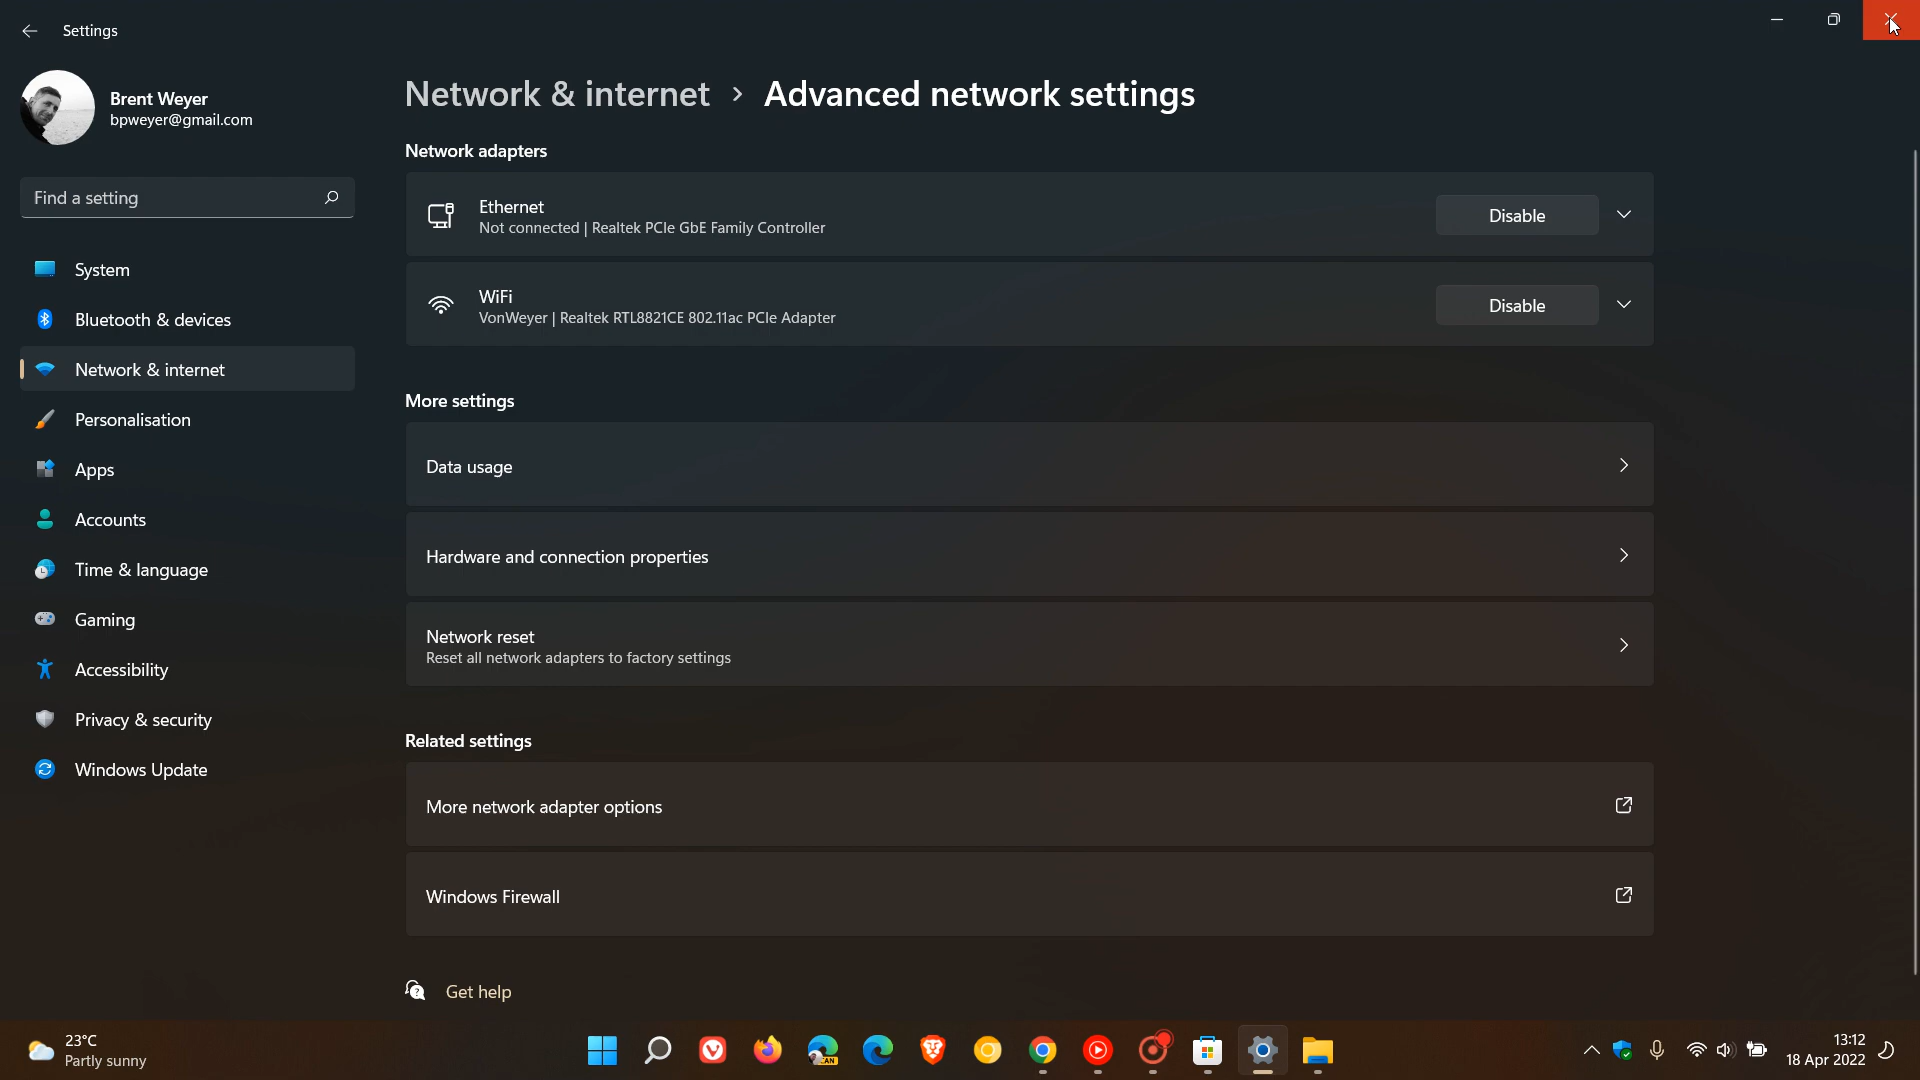 Settings
Brent Weyer
bpweyer@gmail.com
Find a setting
System
Bluetooth & devices
Network & internet
Personalisation
Apps
Accounts
Time & language
Gaming
Accessibility
Privacy & security
Windows Update
Network & internet > Advanced network settings
Network adapters
Ethernet
Not connected | Realtek PCIe GbE Family Controller
Disable
WiFi
VonWeyer | Realtek RTL8821CE 802.11ac PCIe Adapter
Disable
More settings
Data usage
Hardware and connection properties
Network reset
Reset all network adapters to factory settings
Related settings
More network adapter options
Windows Firewall
Get help
23°C
Partly sunny
CAN
13:12
18 Apr 2022